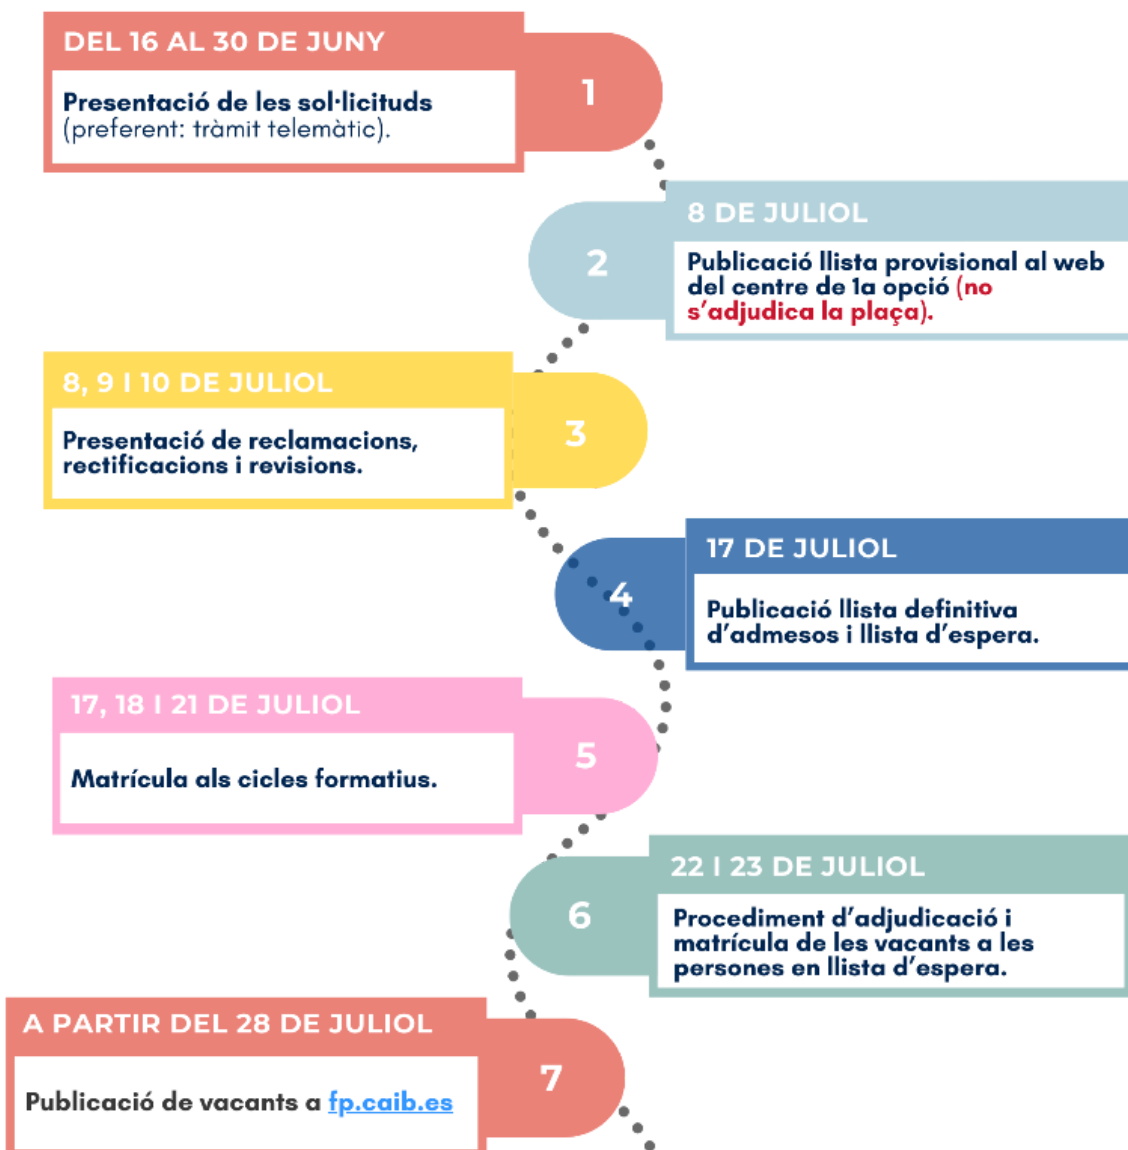 DEL 16 AL 30 DE JUNY
Presentació de les sol·licituds
(preferent: tràmit telemàtic).
1
8 DE JULIOL
Publicació llista provisional al web
del centre de 1a opció (no
s'adjudica la plaça).
2
8, 9 I 10 DE JULIOL
Presentació de reclamacions,
rectificacions i revisions.
3
17 DE JULIOL
Publicació llista definitiva
d'admesos i llista d'espera.
4
17, 18 I 21 DE JULIOL
Matrícula als cicles formatius.
5
22 I 23 DE JULIOL
Procediment d'adjudicació i
matrícula de les vacants a les
persones en llista d'espera.
6
A PARTIR DEL 28 DE JULIOL
Publicació de vacants a fp.caib.es
7